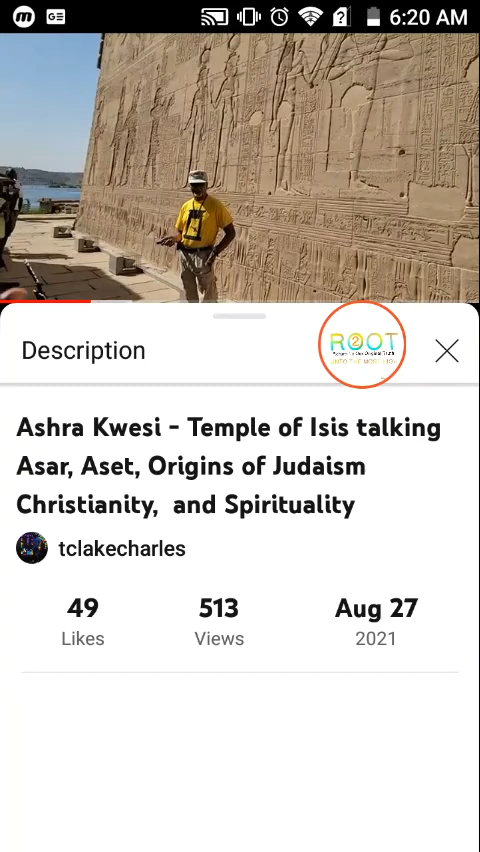 6:20 AM
Description
ROOT
2
Ashra Kwesi - Temple of Isis talking
Asar, Aset, Origins of Judaism
Christianity,  and Spirituality
tclakecharles
49
513
Aug 27
Likes
Views
2021